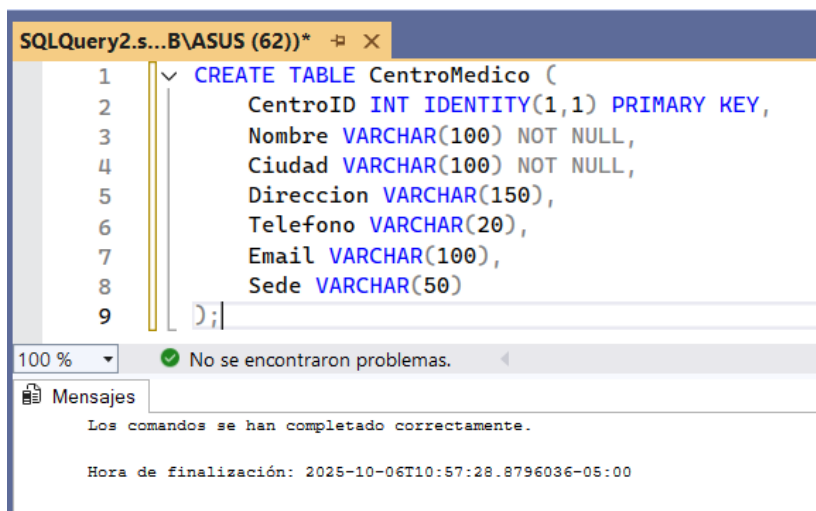 SQLQuery2.s...B\ASUS (62))*
1 CREATE TABLE CentroMedico (
2 CentroID INT IDENTITY(1,1) PRIMARY KEY,
3 Nombre VARCHAR(100) NOT NULL,
4 Ciudad VARCHAR(100) NOT NULL,
5 Direccion VARCHAR(150),
6 Telefono VARCHAR(20),
7 Email VARCHAR(100),
8 Sede VARCHAR(50)
9 );
100 % No se encontraron problemas.
Mensajes
Los comandos se han completado correctamente.
Hora de finalización: 2025-10-06T10:57:28.8796036-05:00